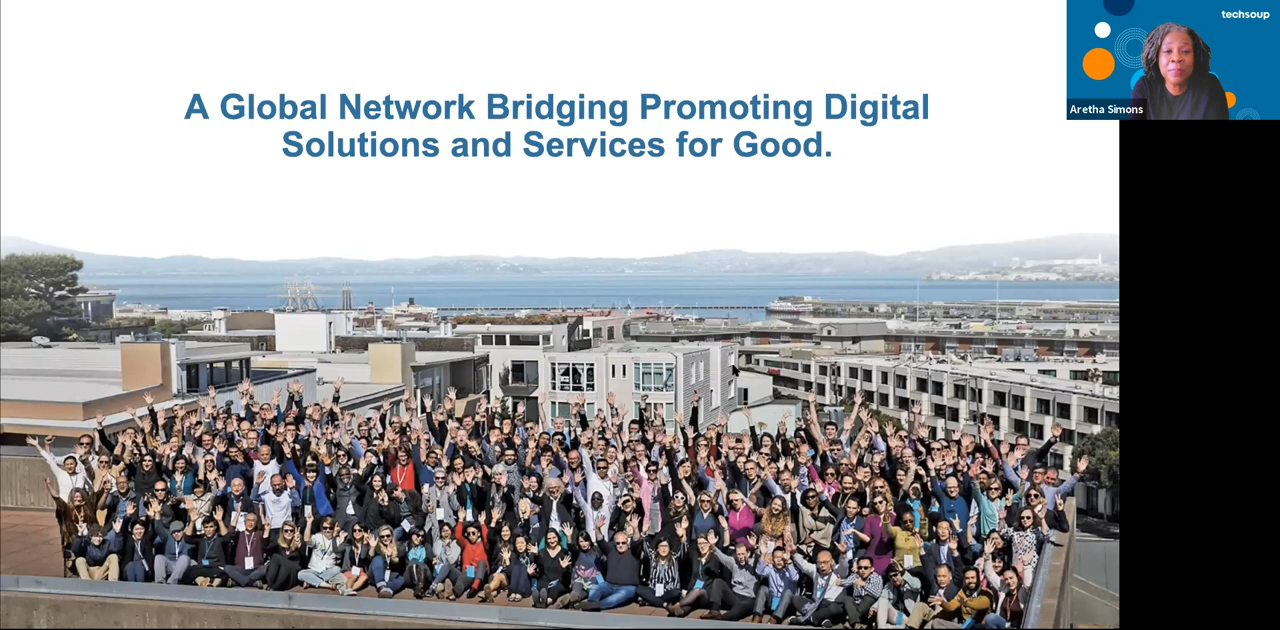 techsoup
Aretha Simons
A Global Network Bridging Promoting Digital
Solutions and Services for Good.